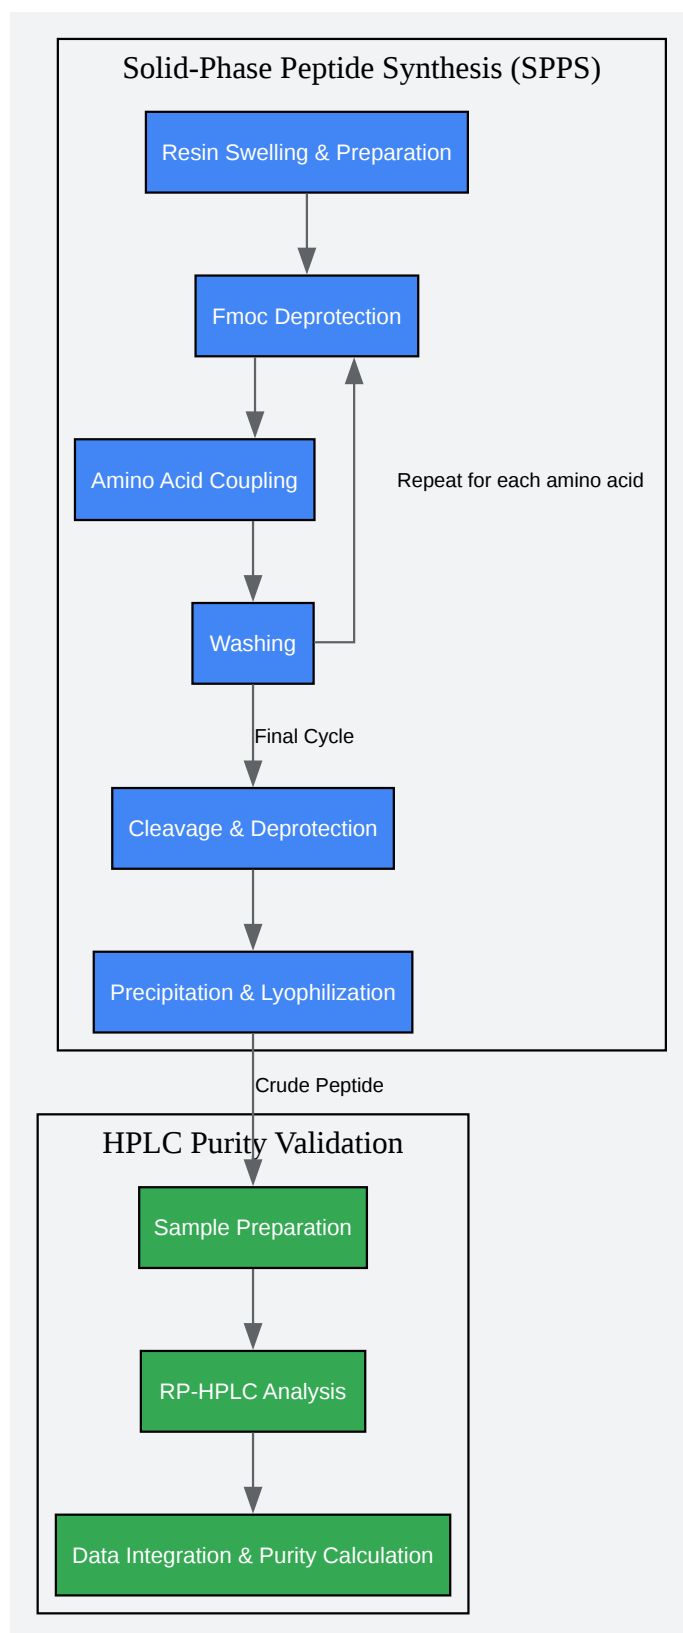 Solid-Phase Peptide Synthesis (SPPS)
Resin Swelling & Preparation
Fmoc Deprotection
Amino Acid Coupling
Repeat for each amino acid
Washing
Final Cycle
Cleavage & Deprotection
Precipitation & Lyophilization
Crude Peptide
HPLC Purity Validation
Sample Preparation
RP-HPLC Analysis
Data Integration & Purity Calculation